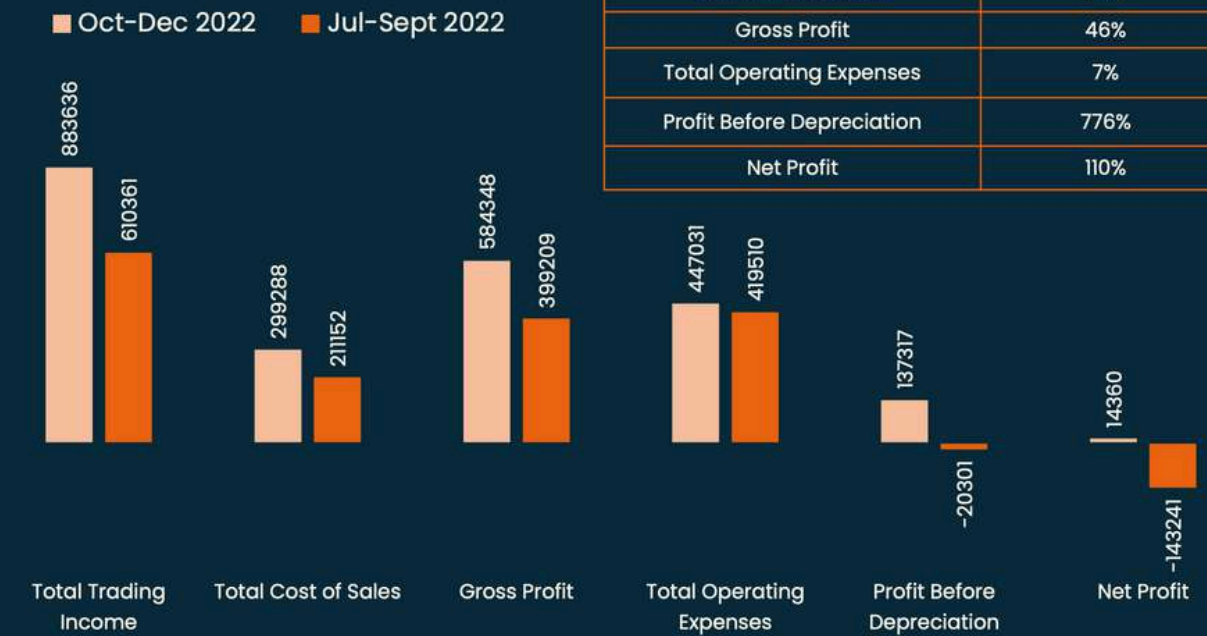 Oct-Dec 2022 Jul-Sept 2022
Gross Profit 46%
Total Operating Expenses 7%
Profit Before Depreciation 776%
Net Profit 110%
883636
610361
299288
211152
584348
399209
447031
419510
137317
-20301
14360
-143241
Total Trading
Income
Total Cost of Sales
Gross Profit
Total Operating
Expenses
Profit Before
Depreciation
Net Profit